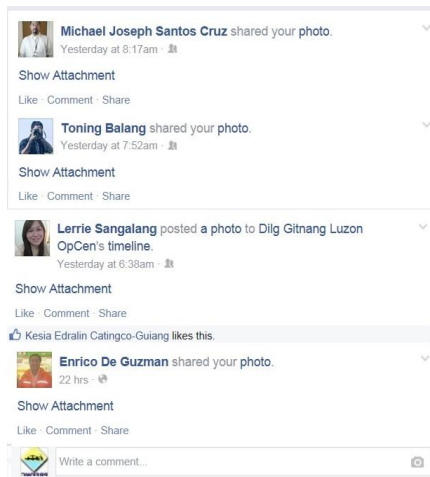 Michael Joseph Santos Cruz shared your photo.
Yesterday at 8:17am ·
Show Attachment
Like · Comment · Share
Toning Balang shared your photo.
Yesterday at 7:52am ·
Show Attachment
Like · Comment · Share
Lerrie Sangalang posted a photo to Dilg Gitnang Luzon
OpCen's timeline.
Yesterday at 6:38am ·
Show Attachment
Like · Comment · Share
Kesia Edralin Catingco-Guiang likes this.
Enrico De Guzman shared your photo.
22 hrs ·
Show Attachment
Like · Comment · Share
Write a comment...